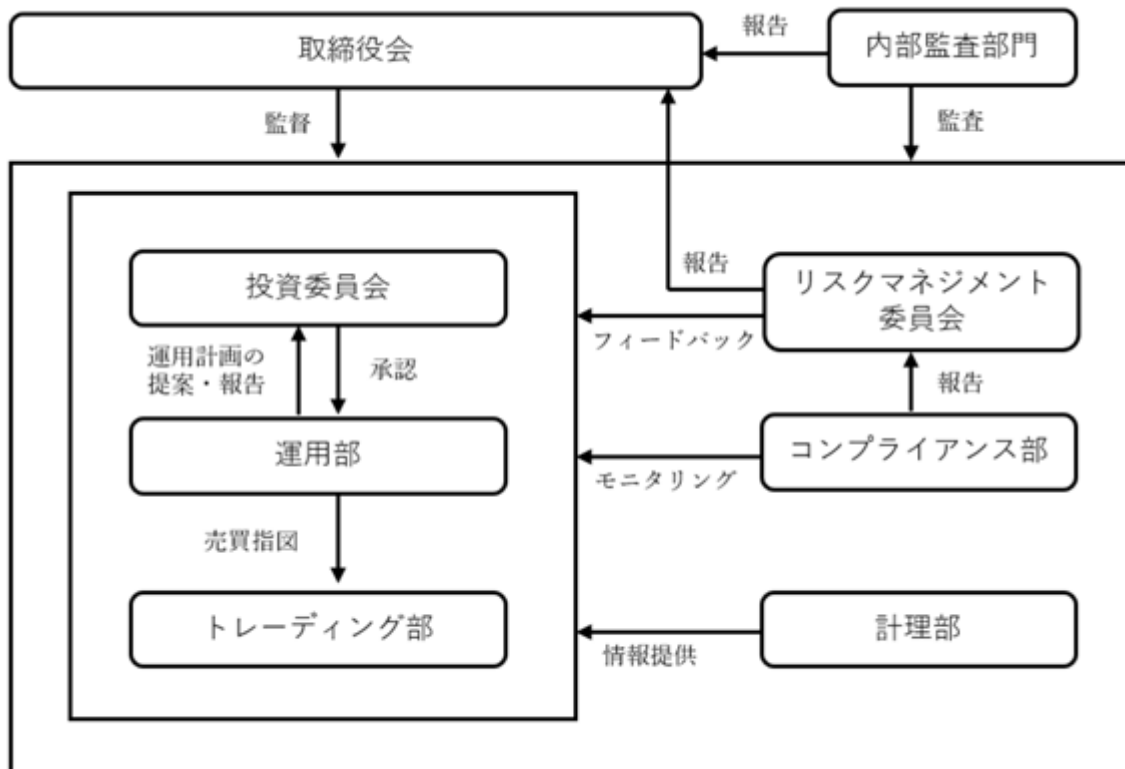 取締役会
報告
内部監査部門
監督
監査
投資委員会
報告
リスクマネジメント
委員会
フィードバック
運用計画の
提案・報告
承認
報告
運用部
コンプライアンス部
モニタリング
売買指図
トレーディング部
計理部
情報提供